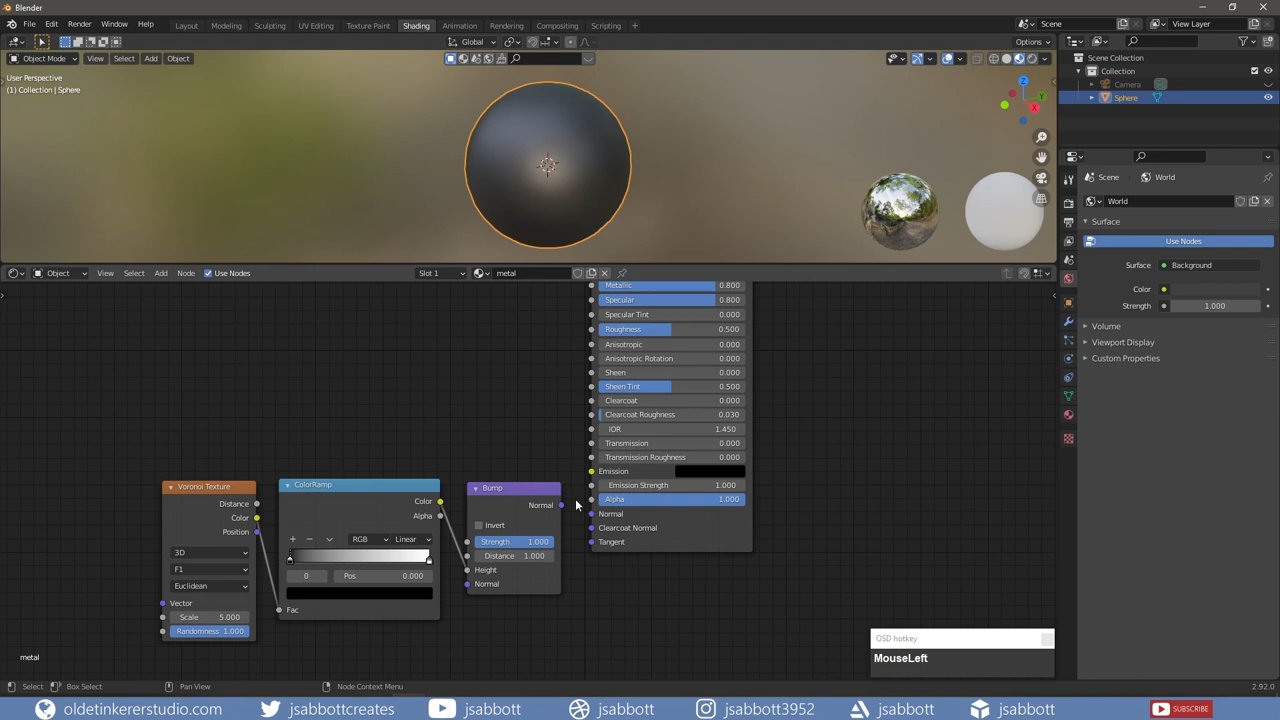 Blender
File Edit Render Window Help Layout Modeling Sculpting UV Editing Texture Paint Shading Animation Rendering Compositing Scripting Scene View Layer
Global Options
Object Mode View Select Add Object
User Perspective
(1) Collection | Sphere
Z
Y
X
Scene Collection
Collection
Camera
Sphere
Scene World
World
Surface
Use Nodes
Surface Background
Color
Strength 1.000
Volume
Viewport Display
Custom Properties
Object View Select Add Node Use Nodes Slot 1 metal
Metallic 0.800
Specular 0.800
Specular Tint 0.000
Roughness 0.500
Anisotropic 0.000
Anisotropic Rotation 0.000
Sheen 0.000
Sheen Tint 0.500
Clearcoat 0.000
Clearcoat Roughness 0.030
IOR 1.450
Transmission 0.000
Transmission Roughness 0.000
Emission
Emission Strength 1.000
Alpha 1.000
Normal
Clearcoat Normal
Tangent
Voronoi Texture
Distance
Color
Position
3D
F1
Euclidean
Vector
Scale 5.000
Randomness 1.000
ColorRamp
Color
Alpha
RGB Linear
0 Pos 0.000
Fac
Bump
Normal
Invert
Strength 1.000
Distance 1.000
Height
Normal
OSD hotkey
MouseLeft
metal
Select Box Select Pan View Node Context Menu 2.92.0
oldetinkererstudio.com jsabbottcreates jsabbott jsabbott jsabbott3952 jsabbott jsabbott SUBSCRIBE